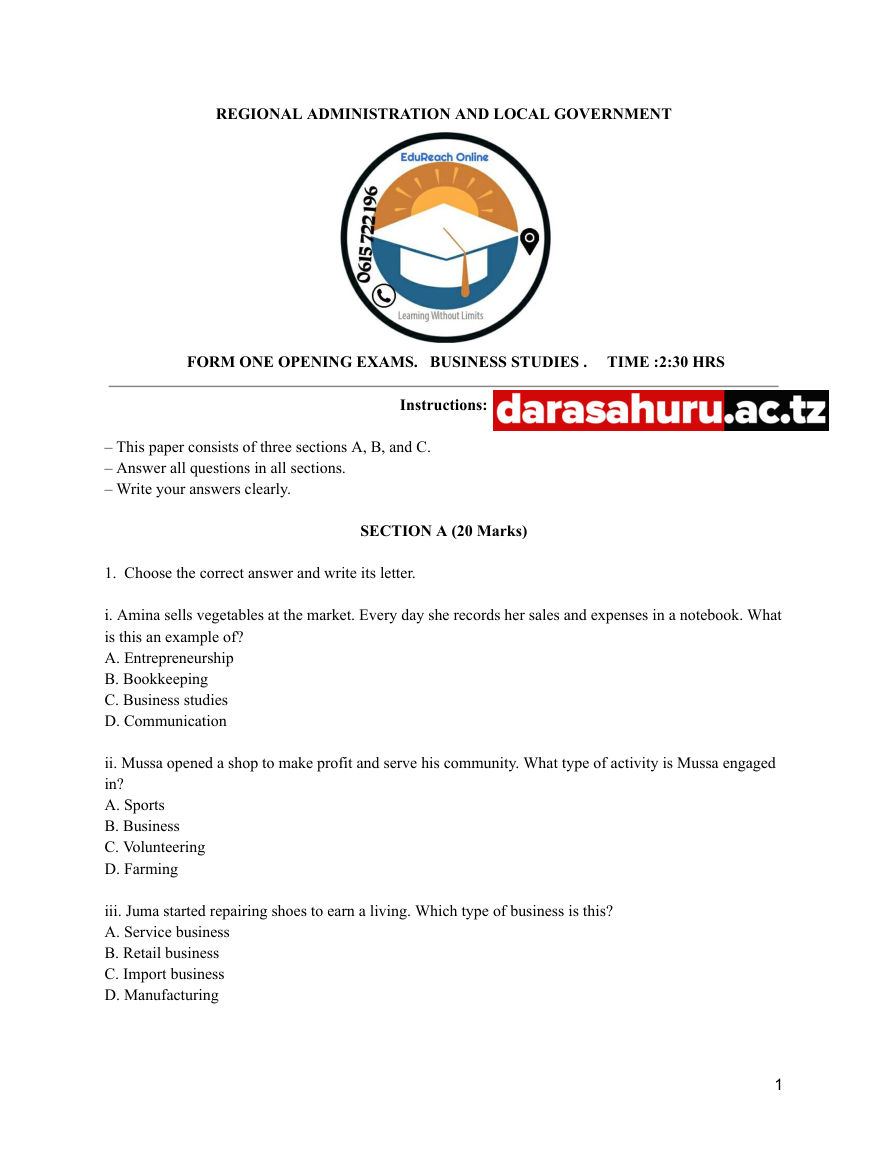 REGIONAL ADMINISTRATION AND LOCAL GOVERNMENT
EduReach Online
0615 722 196
Learning Without Limits
FORM ONE OPENING EXAMS. BUSINESS STUDIES . TIME :2:30 HRS
Instructions: darasahuru.ac.tz
– This paper consists of three sections A, B, and C.
– Answer all questions in all sections.
– Write your answers clearly.
SECTION A (20 Marks)
1. Choose the correct answer and write its letter.
i. Amina sells vegetables at the market. Every day she records her sales and expenses in a notebook. What
is this an example of?
A. Entrepreneurship
B. Bookkeeping
C. Business studies
D. Communication
ii. Mussa opened a shop to make profit and serve his community. What type of activity is Mussa engaged
in?
A. Sports
B. Business
C. Volunteering
D. Farming
iii. Juma started repairing shoes to earn a living. Which type of business is this?
A. Service business
B. Retail business
C. Import business
D. Manufacturing
1